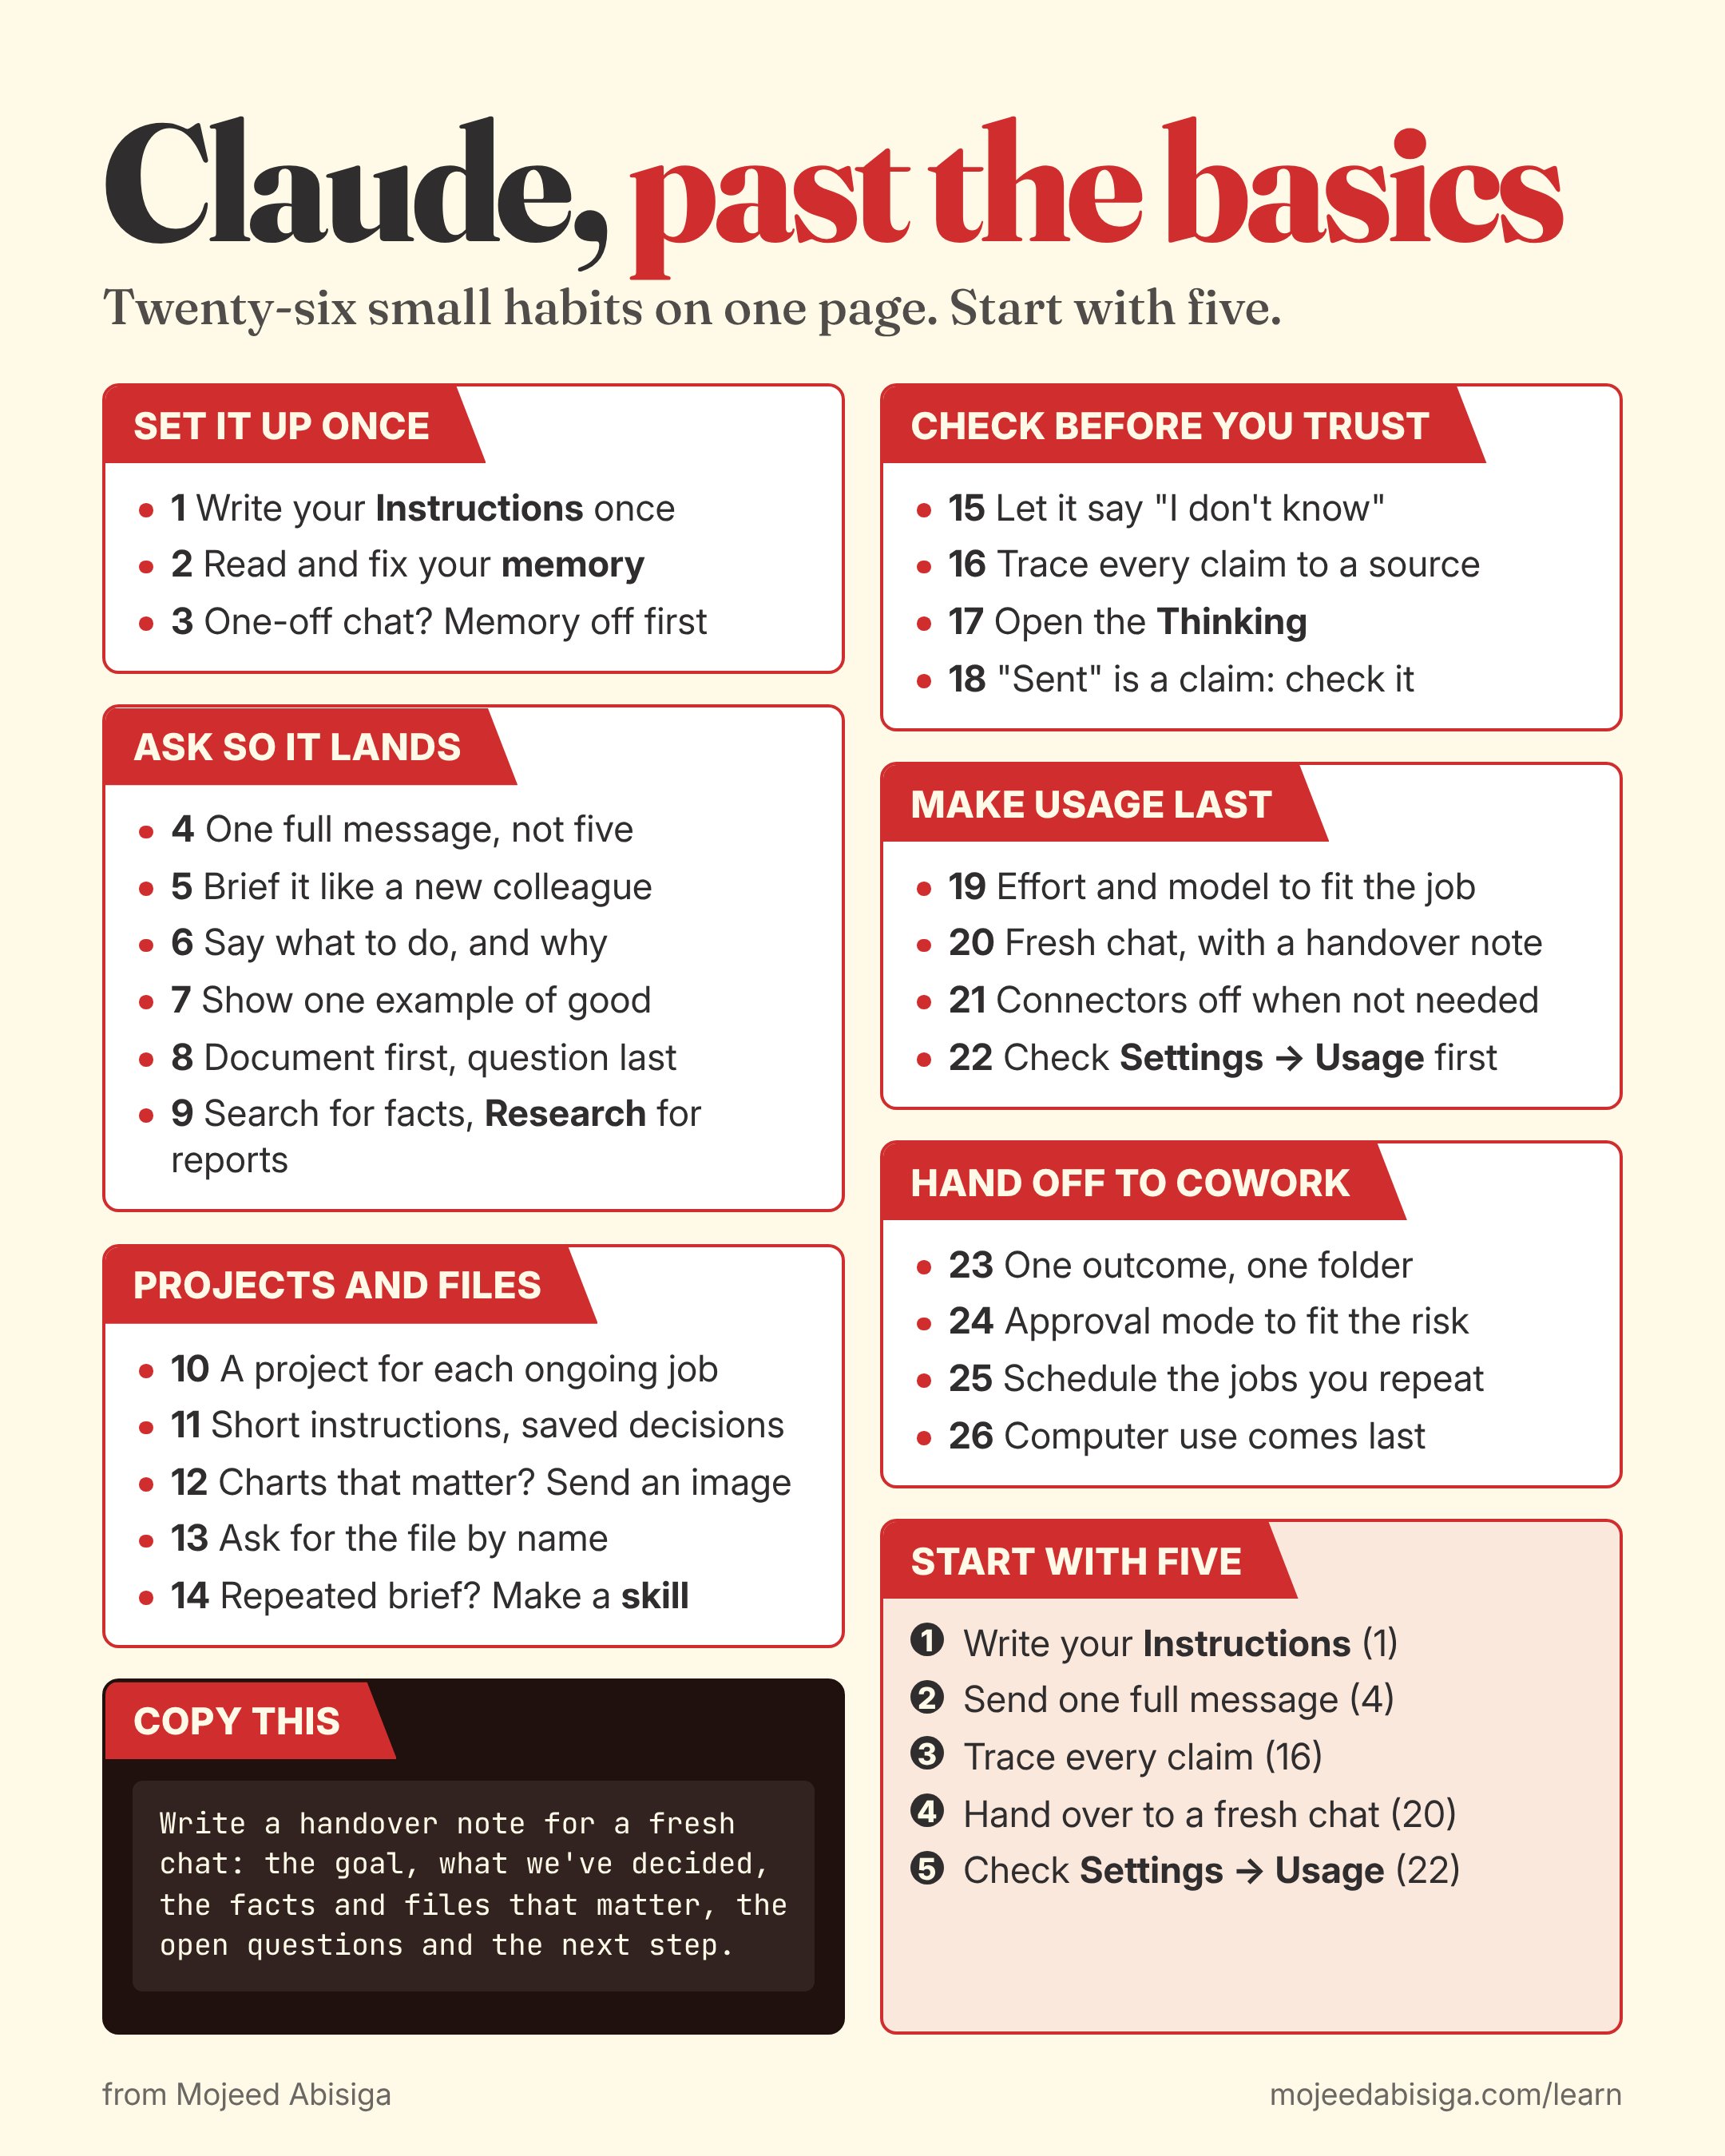 Claude, past the basics
Twenty-six small habits on one page. Start with five.
SET IT UP ONCE
• 1 Write your Instructions once
• 2 Read and fix your memory
• 3 One-off chat? Memory off first
ASK SO IT LANDS
• 4 One full message, not five
• 5 Brief it like a new colleague
• 6 Say what to do, and why
• 7 Show one example of good
• 8 Document first, question last
• 9 Search for facts, Research for
reports
PROJECTS AND FILES
• 10 A project for each ongoing job
• 11 Short instructions, saved decisions
• 12 Charts that matter? Send an image
• 13 Ask for the file by name
• 14 Repeated brief? Make a skill
COPY THIS
Write a handover note for a fresh
chat: the goal, what we've decided,
the facts and files that matter, the
open questions and the next step.
CHECK BEFORE YOU TRUST
• 15 Let it say "I don't know"
• 16 Trace every claim to a source
• 17 Open the Thinking
• 18 "Sent" is a claim: check it
MAKE USAGE LAST
• 19 Effort and model to fit the job
• 20 Fresh chat, with a handover note
• 21 Connectors off when not needed
• 22 Check Settings → Usage first
HAND OFF TO COWORK
• 23 One outcome, one folder
• 24 Approval mode to fit the risk
• 25 Schedule the jobs you repeat
• 26 Computer use comes last
START WITH FIVE
❶ Write your Instructions (1)
❷ Send one full message (4)
❸ Trace every claim (16)
❹ Hand over to a fresh chat (20)
❺ Check Settings → Usage (22)
from Mojeed Abisiga
mojeedabisiga.com/learn